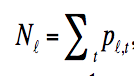 N_ℓ = ∑_t p_{ℓ,t},